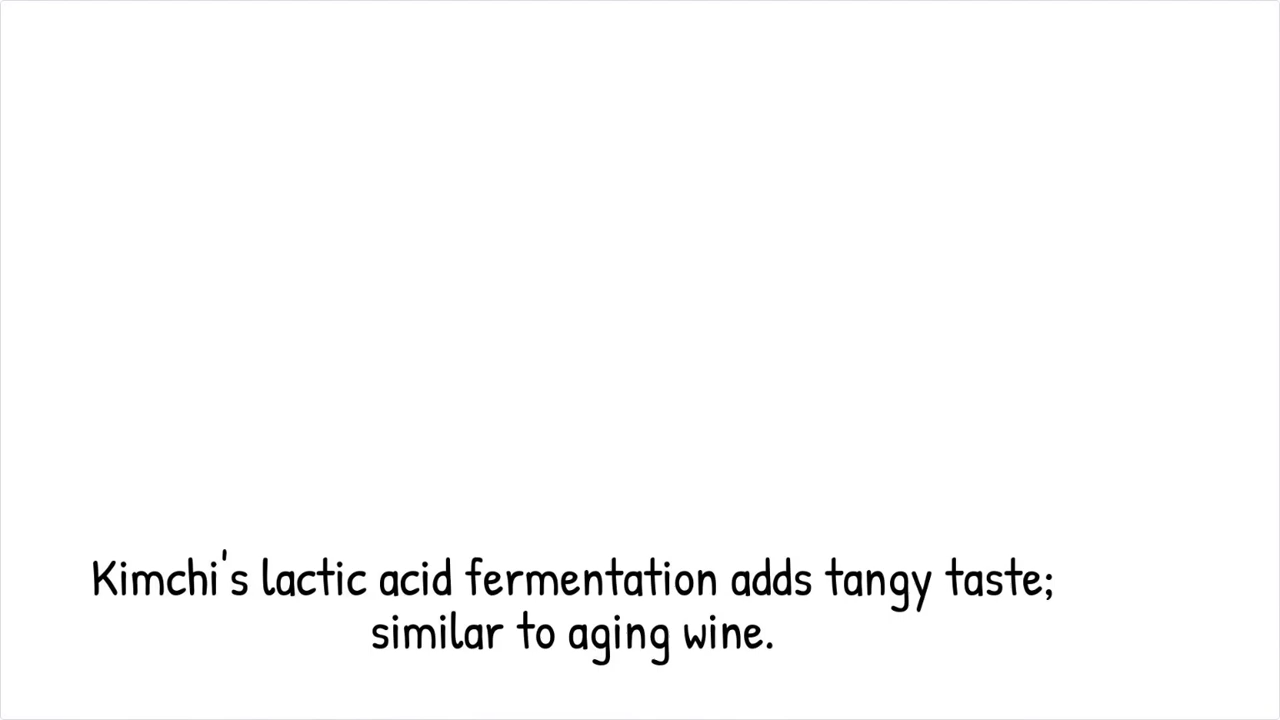 Kimchi's lactic acid fermentation adds tangy taste;
similar to aging wine.